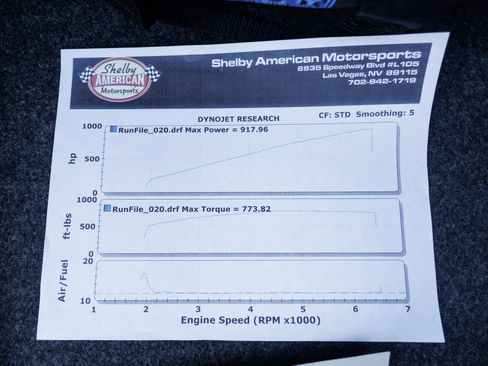 Shelby
AMERICAN
Motorsports
Shelby American Motorsports
6835 Speedway Blvd #L105
Las Vegas, NV 89115
702-942-1719
DYNOJET RESEARCH
CF: STD Smoothing: 5
hp
1000
500
0
RunFile_020.drf Max Power = 917.96
ft-lbs
1000
500
0
RunFile_020.drf Max Torque = 773.82
Air/Fuel
20
10
1 2 3 4 5 6 7
Engine Speed (RPM x1000)